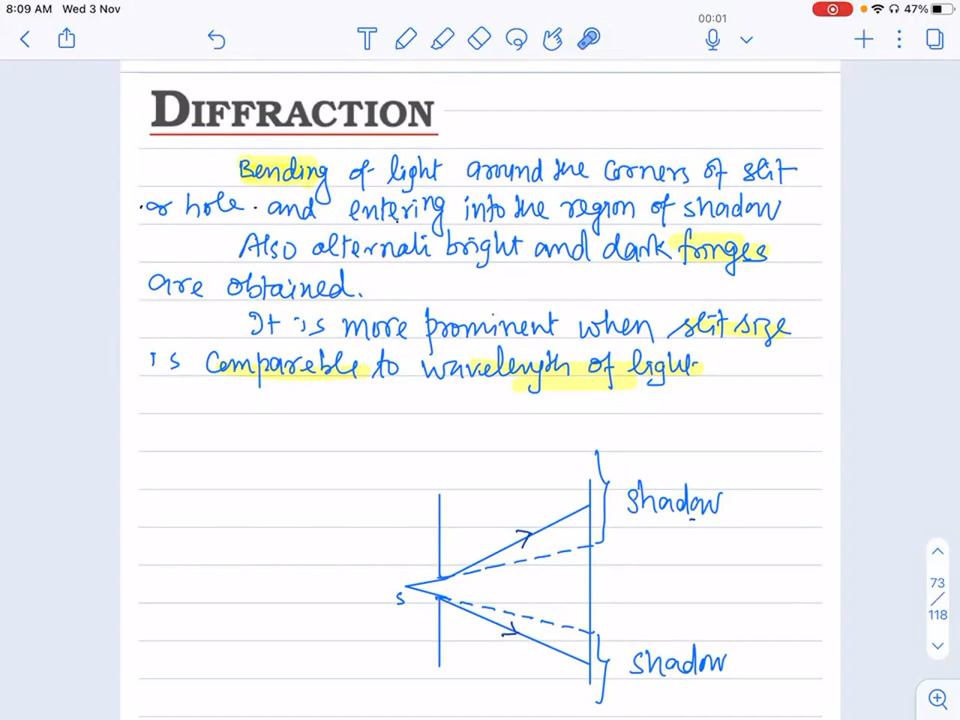 8:09 AM Wed 3 Nov
47%
00:01
DIFFRACTION
Bending of light around the corners of slit
or hole. and entering into the region of shadow
Also alternati bright and dark fringes
are obtained.
It is more prominent when slit size
is compareble to wavelength of light.
shadow
S
shadow
73
/
118